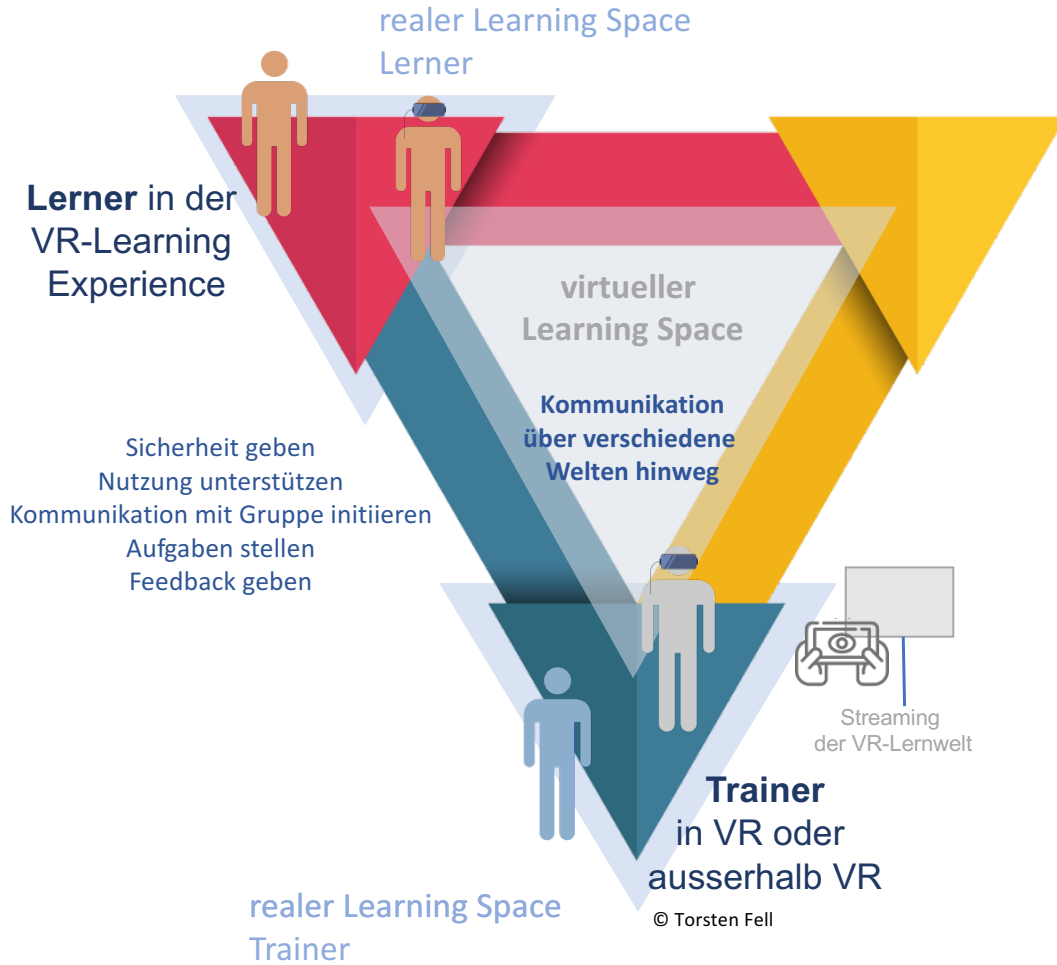 realer Learning Space
Lerner
Lerner in der
VR-Learning
Experience
virtueller
Learning Space
Kommunikation
über verschiedene
Welten hinweg
Sicherheit geben
Nutzung unterstützen
Kommunikation mit Gruppe initiieren
Aufgaben stellen
Feedback geben
Streaming
der VR-Lernwelt
Trainer
in VR oder
ausserhalb VR
© Torsten Fell
realer Learning Space
Trainer